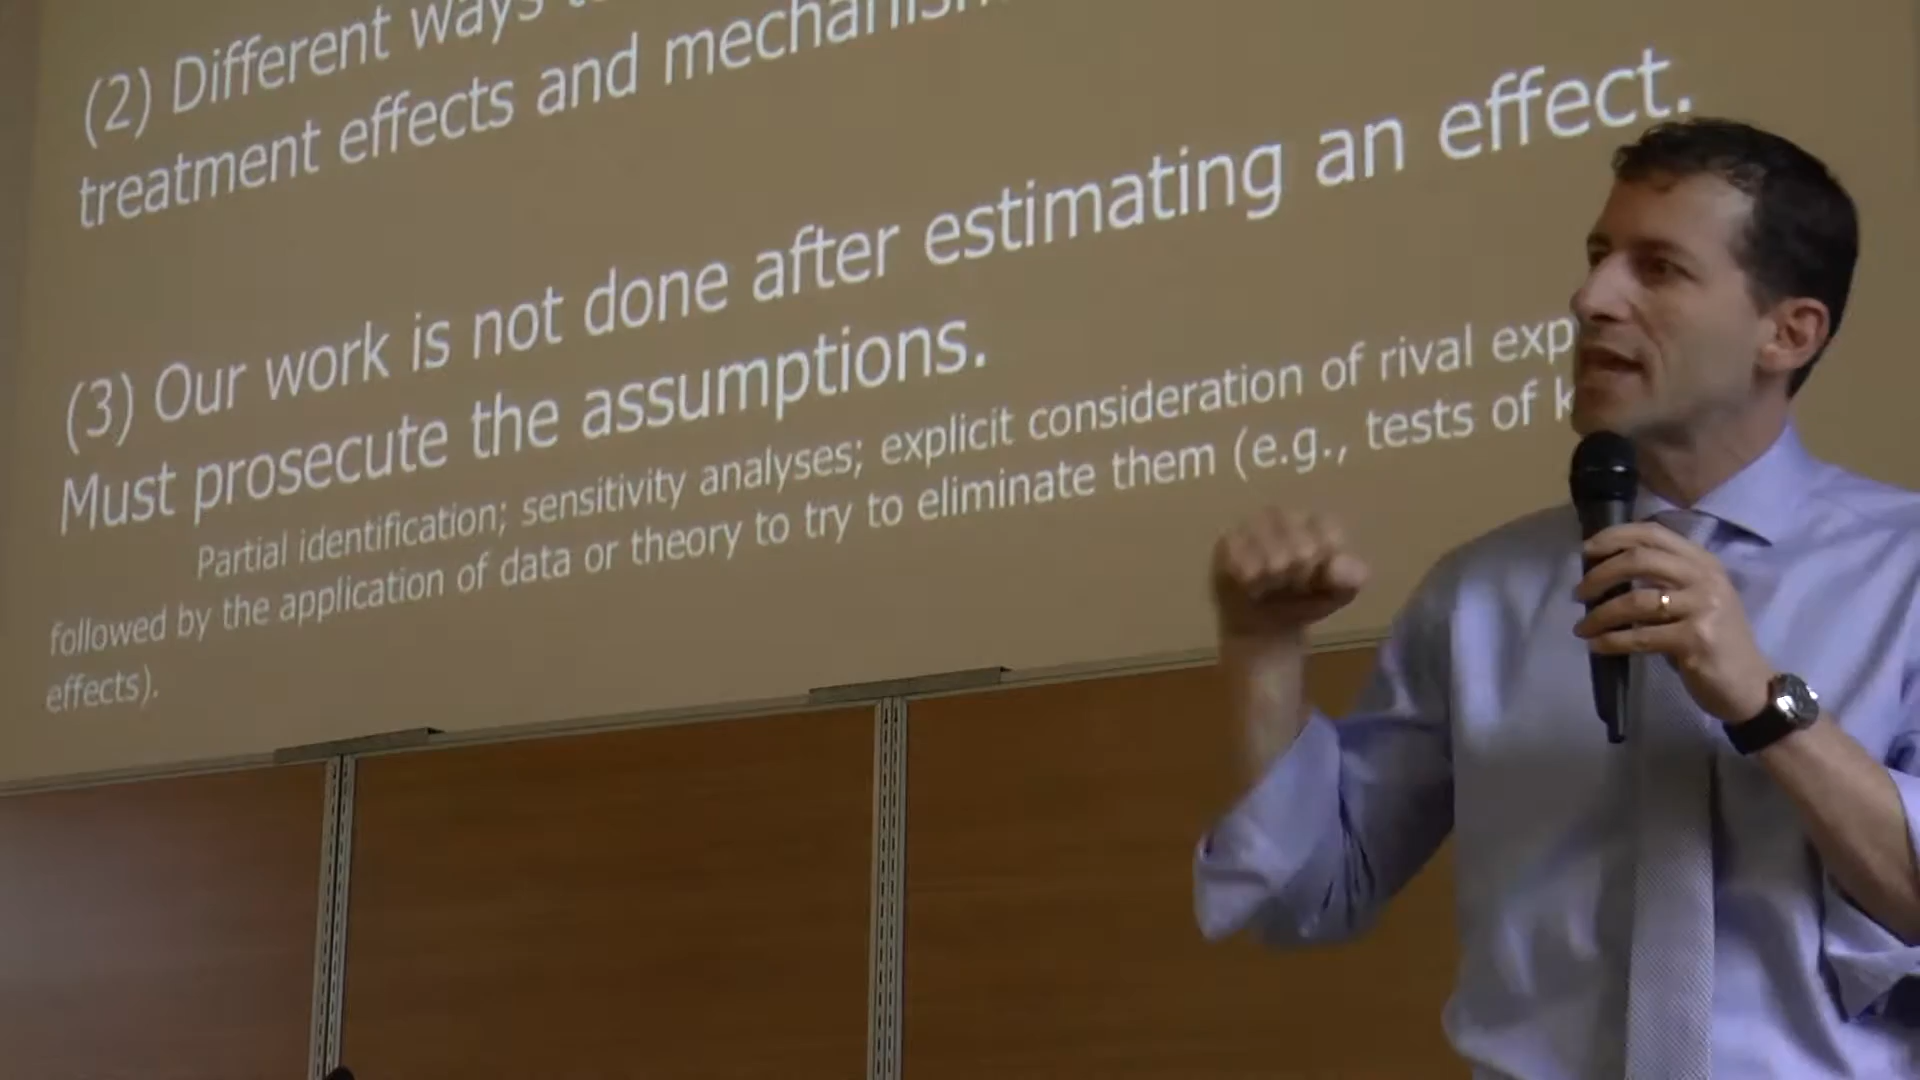 (2) Different ways
treatment effects and
(3) Our work is not done after estimating an effect.
Must prosecute the assumptions.
Partial identification; sensitivity analyses; explicit consideration of rival
followed by the application of data or theory to try to eliminate them (e.g., tests of
effects).